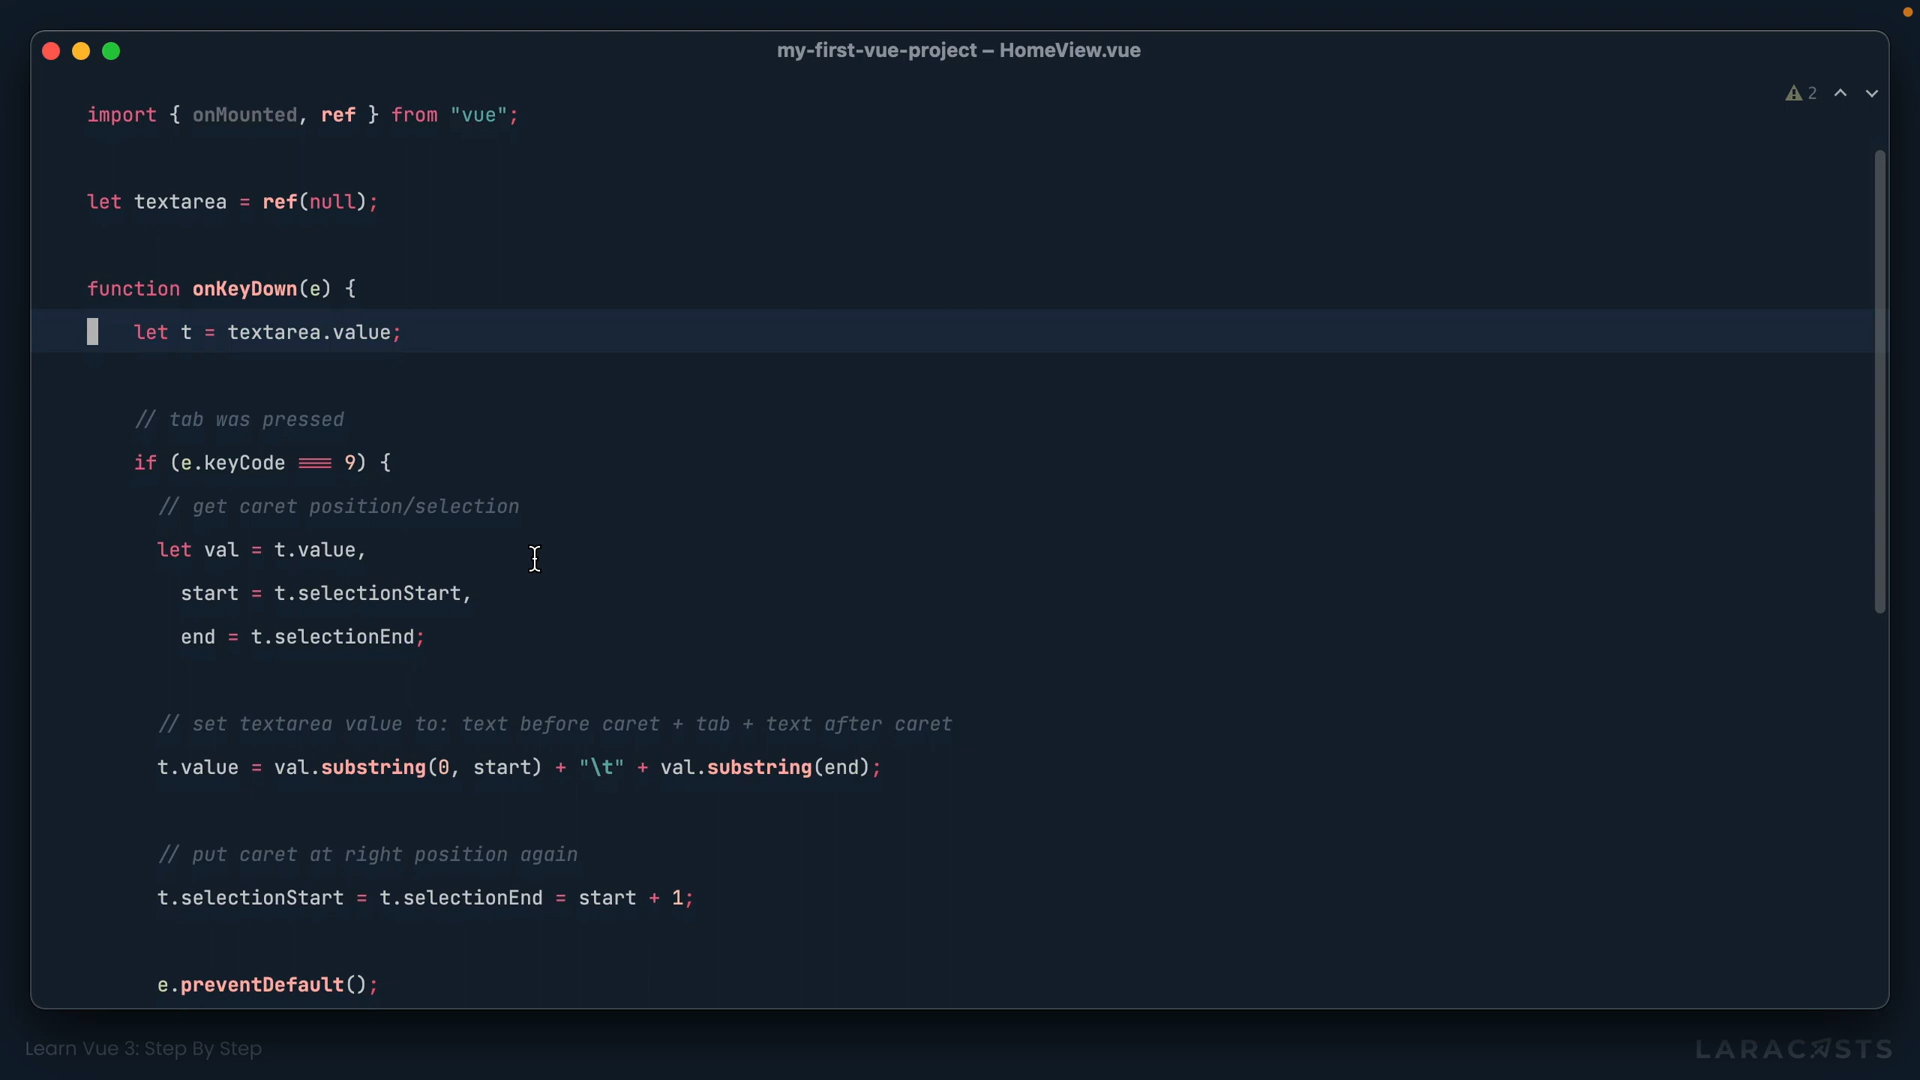 my-first-vue-project – HomeView.vue
2
import { onMounted, ref } from "vue";
let textarea = ref(null);
function onKeyDown(e) {
let t = textarea.value;
// tab was pressed
if (e.keyCode === 9) {
// get caret position/selection
let val = t.value,
start = t.selectionStart,
end = t.selectionEnd;
// set textarea value to: text before caret + tab + text after caret
t.value = val.substring(0, start) + "\t" + val.substring(end);
// put caret at right position again
t.selectionStart = t.selectionEnd = start + 1;
e.preventDefault();
Learn Vue 3: Step By Step
LARACASTS